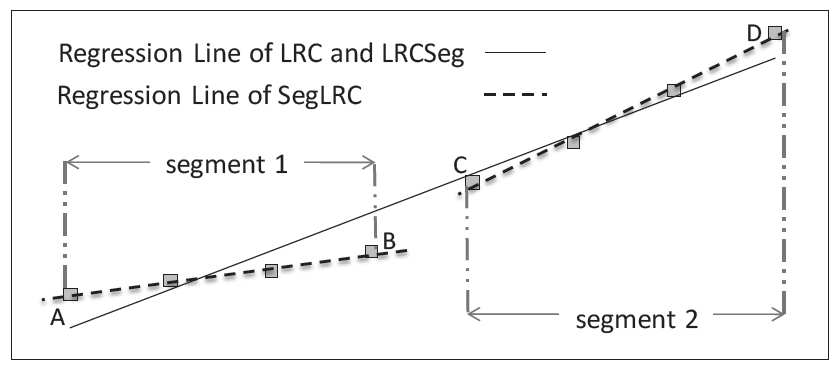 Regression Line of LRC and LRCSeg
Regression Line of SegLRC
D
segment 1
C
B
A
segment 2